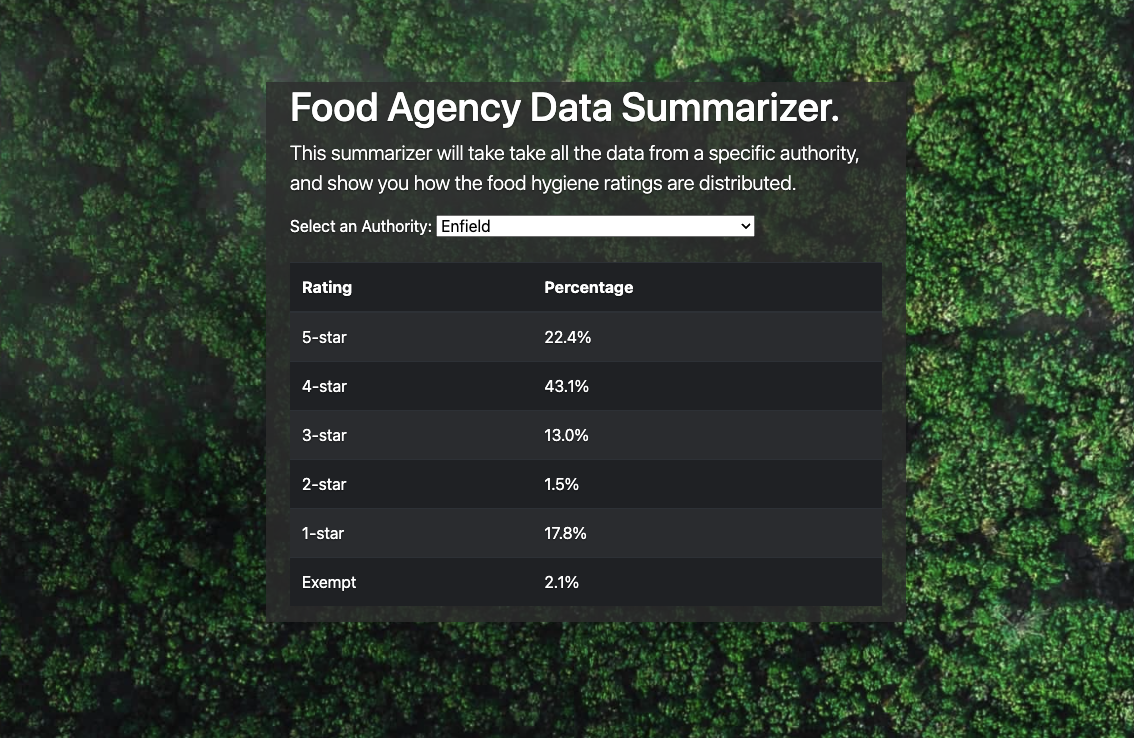 Food Agency Data Summarizer.
This summarizer will take take all the data from a specific authority,
and show you how the food hygiene ratings are distributed.
Select an Authority: Enfield
Rating Percentage
5-star 22.4%
4-star 43.1%
3-star 13.0%
2-star 1.5%
1-star 17.8%
Exempt 2.1%